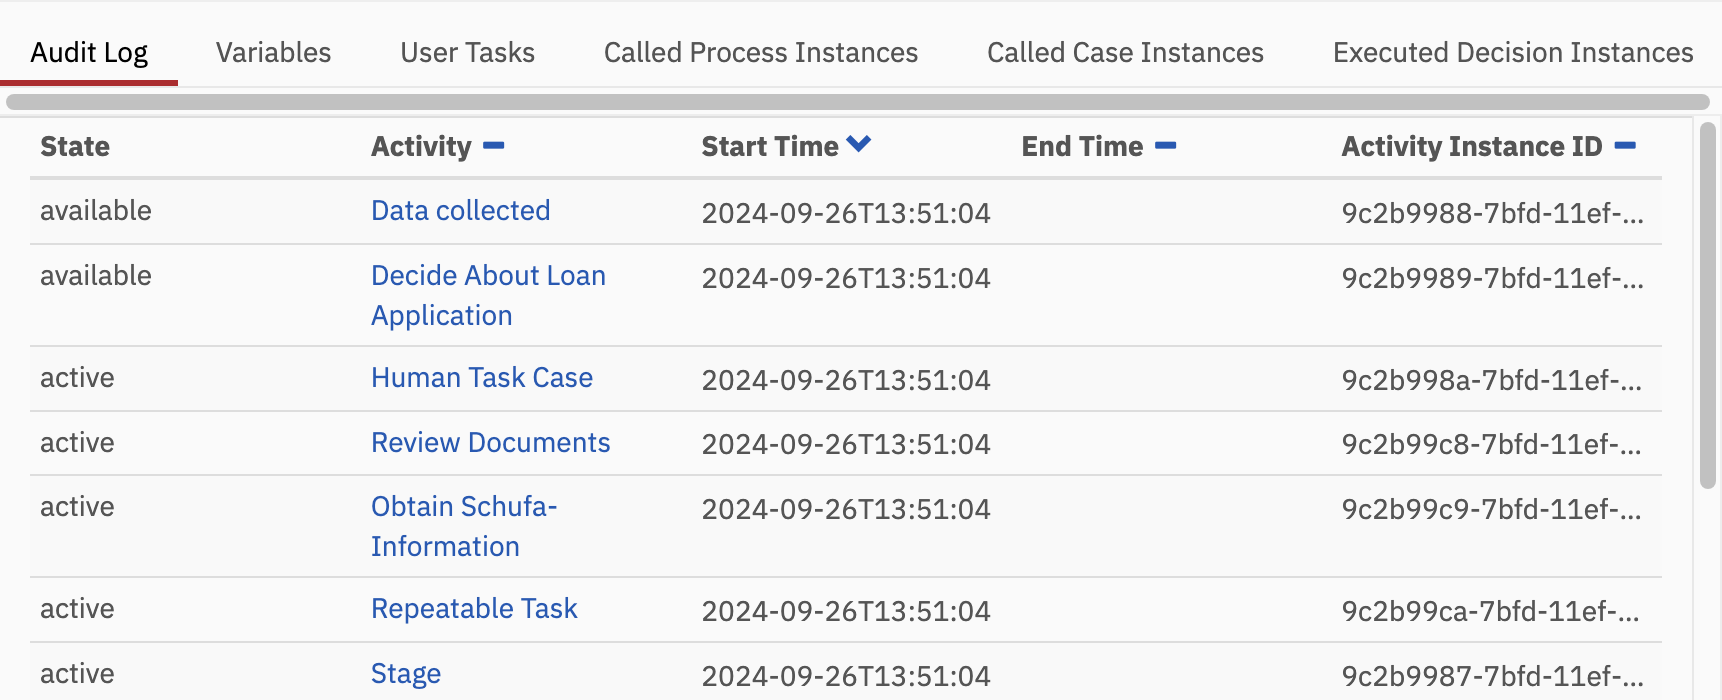 Audit Log Variables User Tasks Called Process Instances Called Case Instances Executed Decision Instances
State Activity Start Time End Time Activity Instance ID
available Data collected 2024-09-26T13:51:04 9c2b9988-7bfd-11ef-...
available Decide About Loan 2024-09-26T13:51:04 9c2b9989-7bfd-11ef-...
Application
active Human Task Case 2024-09-26T13:51:04 9c2b998a-7bfd-11ef-...
active Review Documents 2024-09-26T13:51:04 9c2b99c8-7bfd-11ef-...
active Obtain Schufa- 2024-09-26T13:51:04 9c2b99c9-7bfd-11ef-...
Information
active Repeatable Task 2024-09-26T13:51:04 9c2b99ca-7bfd-11ef-...
active Stage 2024-09-26T13:51:04 9c2b9987-7bfd-11ef-...